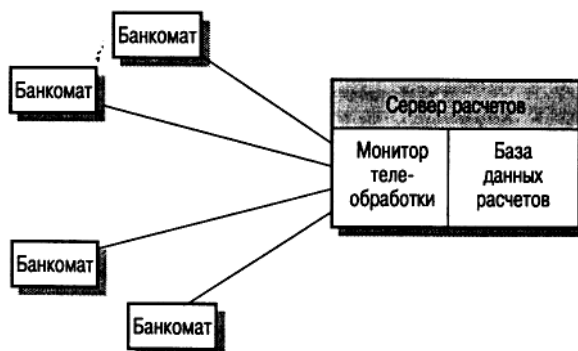 Банкомат
Банкомат
Сервер расчетов
Монитор
теле-
обработки
База
данных
расчетов
Банкомат
Банкомат